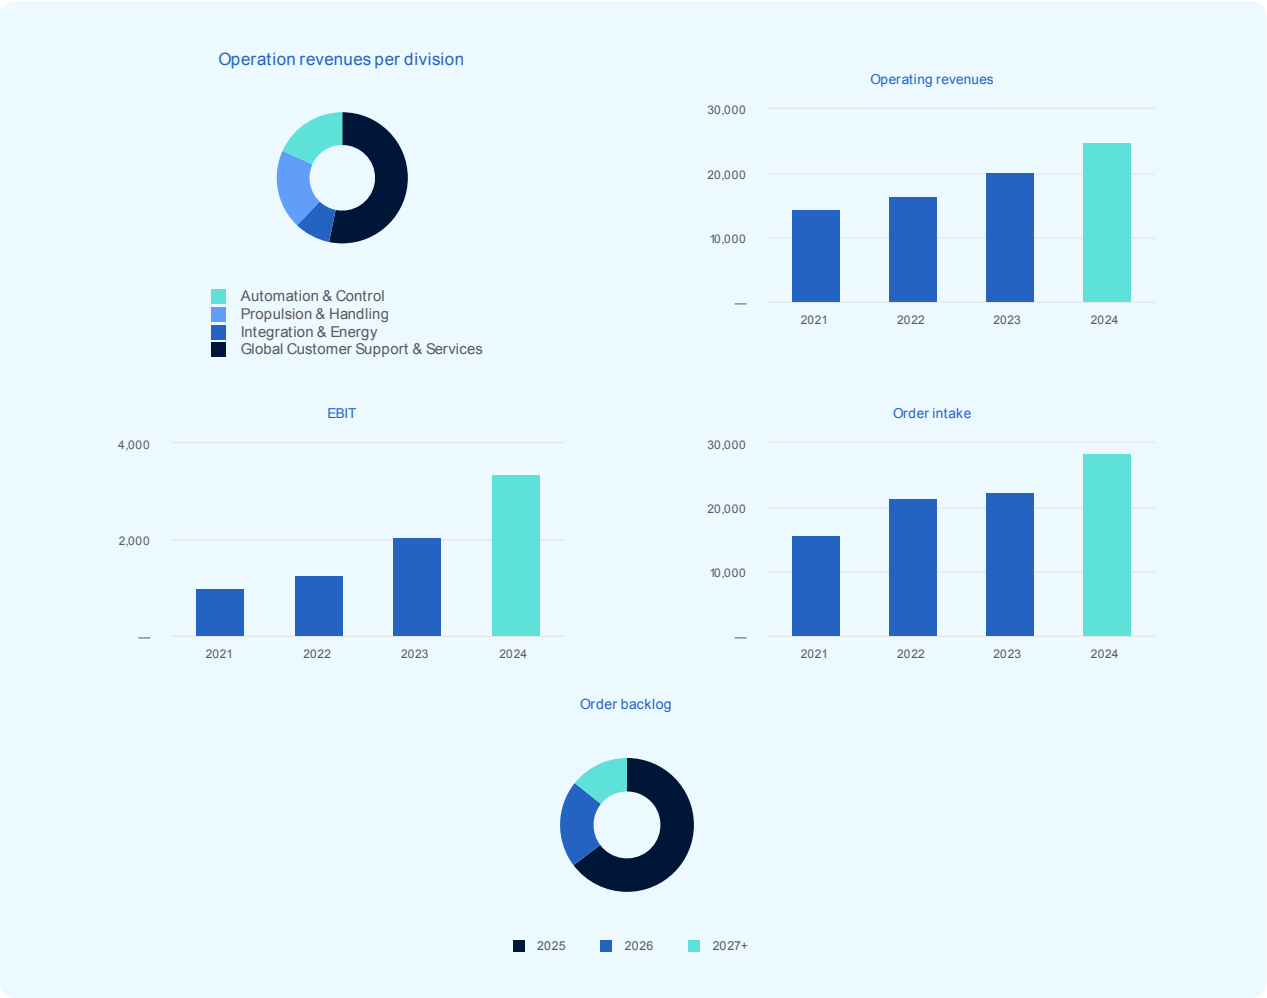 Operation revenues per division
Automation & Control
Propulsion & Handling
Integration & Energy
Global Customer Support & Services
Operating revenues
30,000
20,000
10,000
—
2021 2022 2023 2024
EBIT
4,000
2,000
—
2021 2022 2023 2024
Order intake
30,000
20,000
10,000
—
2021 2022 2023 2024
Order backlog
2025 2026 2027+